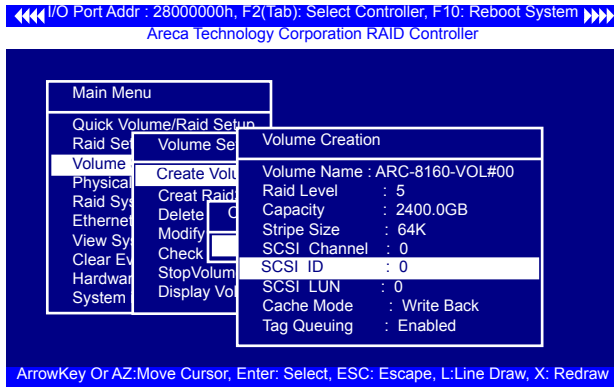 I/O Port Addr : 28000000h, F2(Tab): Select Controller, F10: Reboot System
Areca Technology Corporation RAID Controller
Main Menu
Quick Volume/Raid Setup
Raid Set
Volume
Physical
Raid Sys
Ethernet
View Sy
Clear Ev
Hardwar
System
Volume Se
Create Volu
Creat Raid
Delete
Modify
Check
StopVolum
Display Vol
C
Volume Creation
Volume Name : ARC-8160-VOL#00
Raid Level : 5
Capacity : 2400.0GB
Stripe Size : 64K
SCSI Channel : 0
SCSI ID : 0
SCSI LUN : 0
Cache Mode : Write Back
Tag Queuing : Enabled
ArrowKey Or AZ:Move Cursor, Enter: Select, ESC: Escape, L:Line Draw, X: Redraw